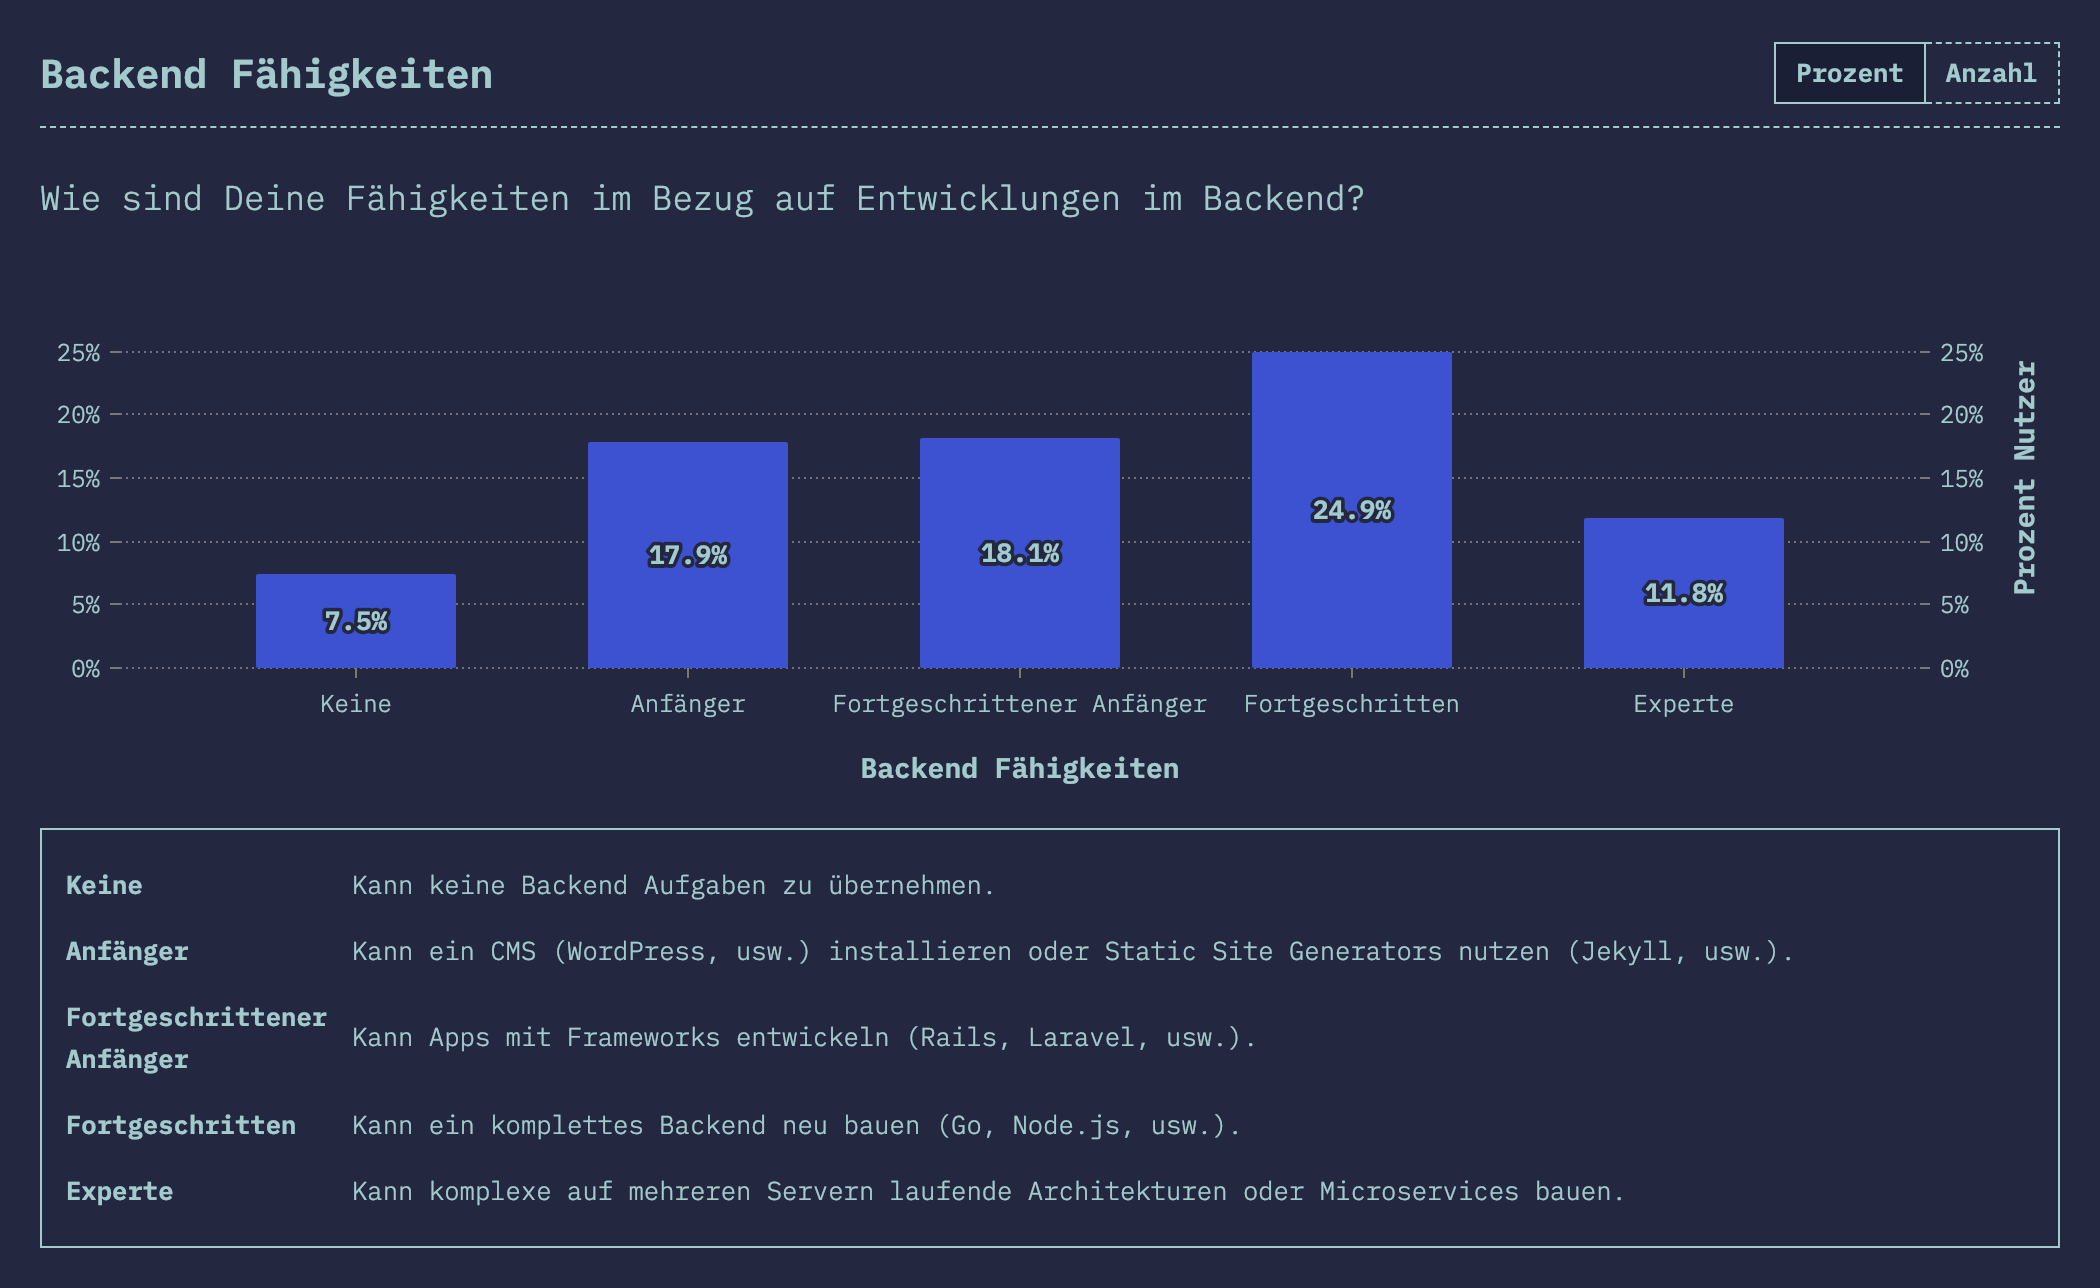 Backend Fähigkeiten
Prozent Anzahl
Wie sind Deine Fähigkeiten im Bezug auf Entwicklungen im Backend?
25% 25%
20% 20%
15% 15%
10% 10%
5% 5%
0% 0%
Prozent Nutzer
7.5% 17.9% 18.1% 24.9% 11.8%
Keine Anfänger Fortgeschrittener Anfänger Fortgeschritten Experte
Backend Fähigkeiten
Keine Kann keine Backend Aufgaben zu übernehmen.
Anfänger Kann ein CMS (WordPress, usw.) installieren oder Static Site Generators nutzen (Jekyll, usw.).
Fortgeschrittener
Anfänger
Kann Apps mit Frameworks entwickeln (Rails, Laravel, usw.).
Fortgeschritten Kann ein komplettes Backend neu bauen (Go, Node.js, usw.).
Experte Kann komplexe auf mehreren Servern laufende Architekturen oder Microservices bauen.